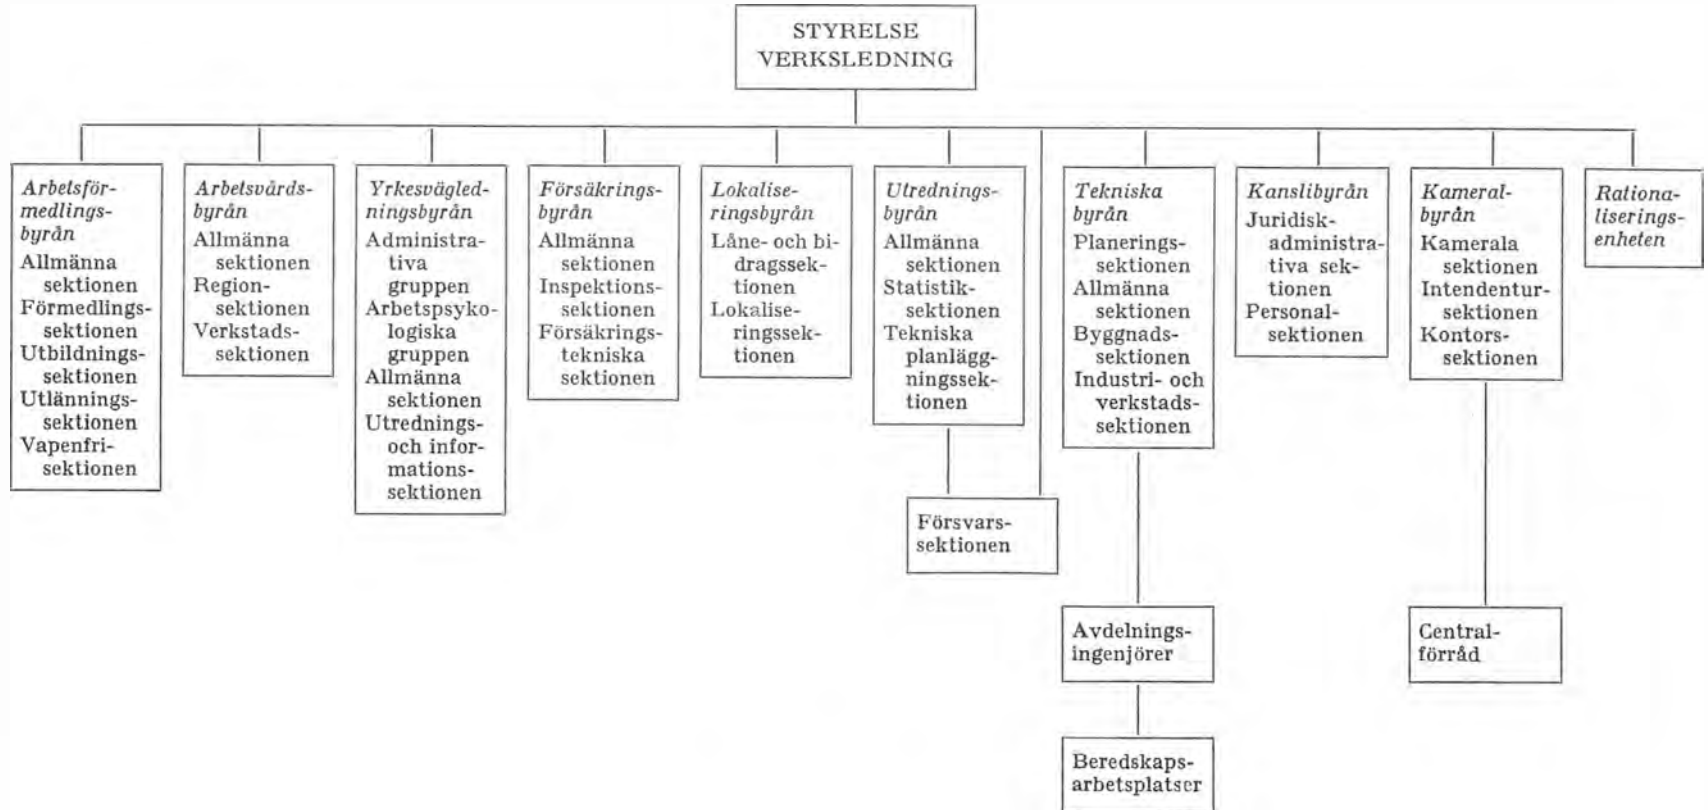 STYRELSE
VERKSLEDNING
Arbetsför-
medlings-
byrån
Allmänna
sektionen
Förmedlings-
sektionen
Utbildnings-
sektionen
Utlännings-
sektionen
Vapenfri-
sektionen
Arbetsvårds-
byrån
Allmänna
sektionen
Region-
sektionen
Verkstads-
sektionen
Yrkesvägled-
ningsbyrån
Administra-
tiva
gruppen
Arbetspsyko-
logiska
gruppen
Allmänna
sektionen
Utrednings-
och infor-
mations-
sektionen
Försäkrings-
byrån
Allmänna
sektionen
Inspektions-
sektionen
Försäkrings-
tekniska
sektionen
Lokalise-
ringsbyrån
Låne- och bi-
dragssek-
tionen
Lokalise-
ringssek-
tionen
Utrednings-
byrån
Allmänna
sektionen
Statistik-
sektionen
Tekniska
planlägg-
ningssek-
tionen
Försvars-
sektionen
Tekniska
byrån
Planerings-
sektionen
Allmänna
sektionen
Byggnads-
sektionen
Industri- och
verkstads-
sektionen
Avdelnings-
ingenjörer
Beredskaps-
arbetsplatser
Kanslibyrån
Juridisk-
administra-
tiva sek-
tionen
Personal-
sektionen
Kameral-
byrån
Kamerala
sektionen
Intendentur-
sektionen
Kontors-
sektionen
Central-
förråd
Rationa-
liserings-
enheten